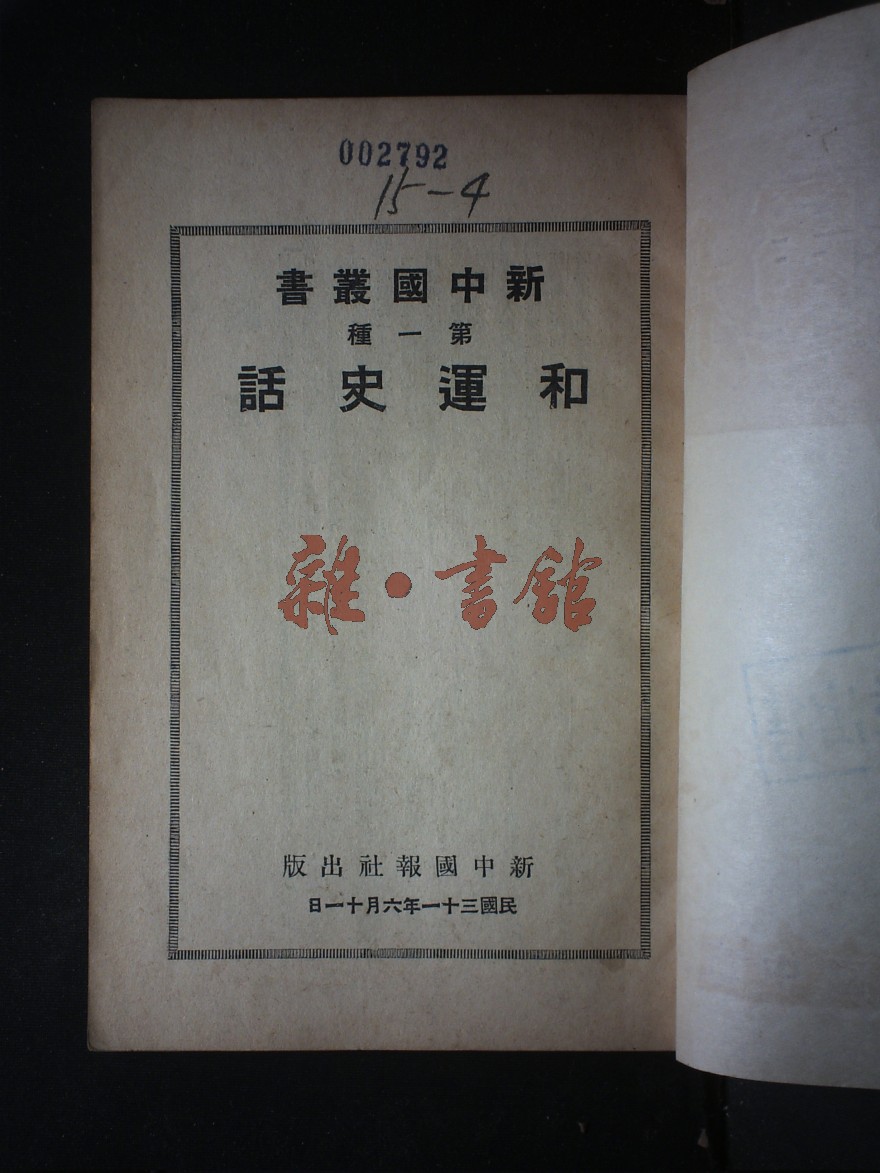 002792
15-4
新中國叢書
第一種
和運史話
雜·書館
新中國報社出版
民國三十一年六月十一日